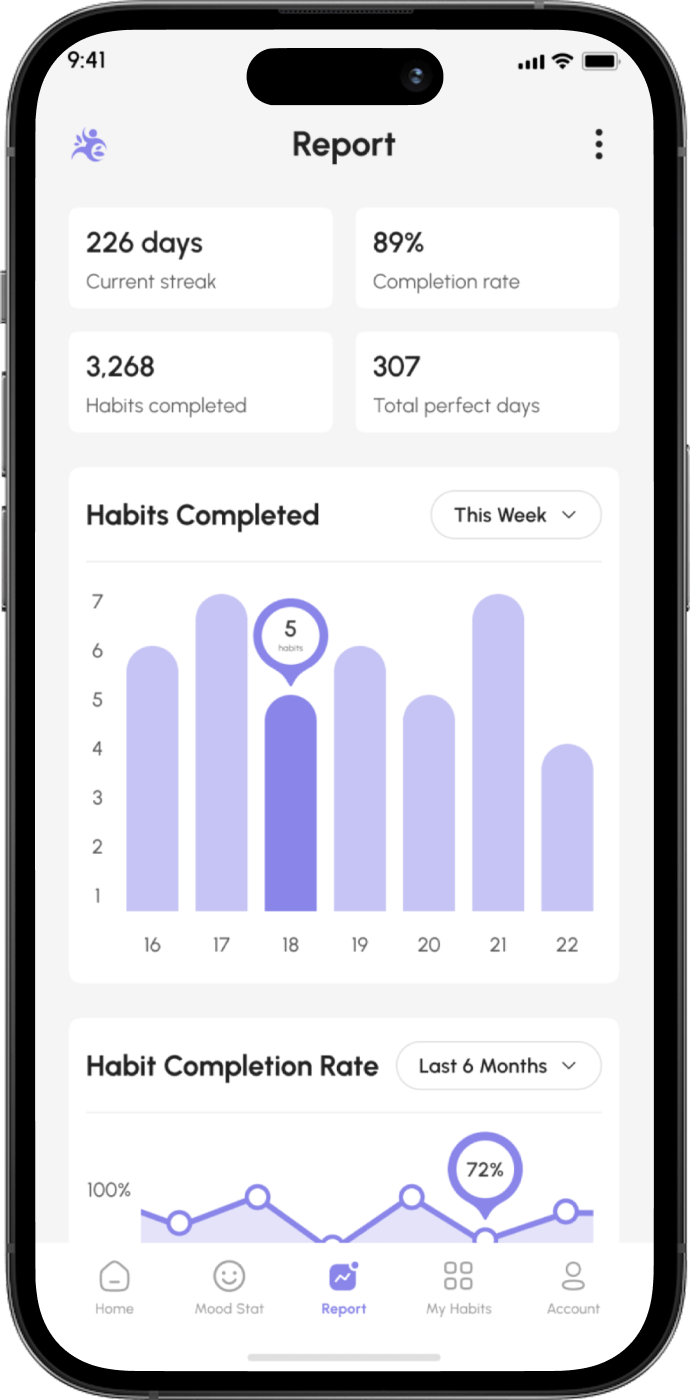 9:41
Report
226 days
Current streak
89%
Completion rate
3,268
Habits completed
307
Total perfect days
Habits Completed
This Week
7
6
5
4
3
2
1
5
habits
16 17 18 19 20 21 22
Habit Completion Rate
Last 6 Months
72%
100%
Home Mood Stat Report My Habits Account